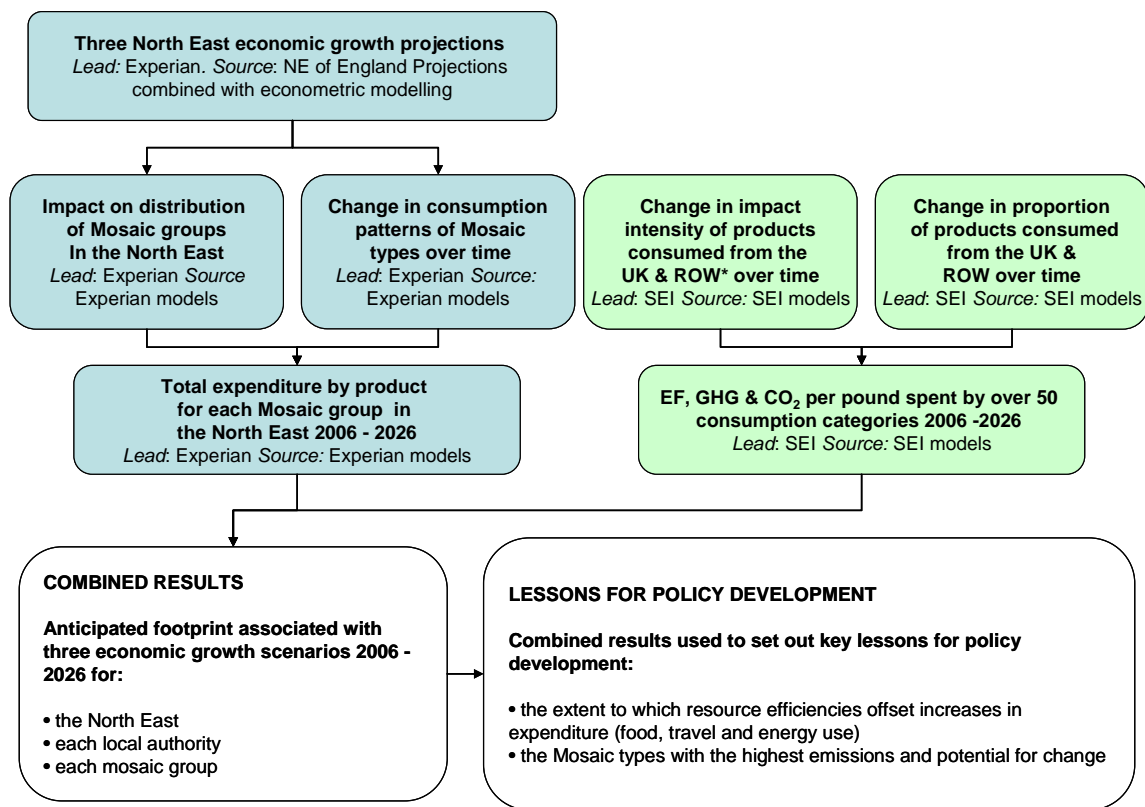 Three North East economic growth projections
Lead: Experian. Source: NE of England Projections
combined with econometric modelling
Impact on distribution
of Mosaic groups
In the North East
Lead: Experian Source
Experian models
Change in consumption
patterns of Mosaic
types over time
Lead: Experian Source:
Experian models
Change in impact
intensity of products
consumed from the
UK & ROW* over time
Lead: SEI Source: SEI models
Change in proportion
of products consumed
from the UK &
ROW over time
Lead: SEI Source: SEI models
Total expenditure by product
for each Mosaic group in
the North East 2006 - 2026
Lead: Experian Source: Experian models
EF, GHG & CO₂ per pound spent by over 50
consumption categories 2006 -2026
Lead: SEI Source: SEI models
COMBINED RESULTS
Anticipated footprint associated with
three economic growth scenarios 2006 -
2026 for:
• the North East
• each local authority
• each mosaic group
LESSONS FOR POLICY DEVELOPMENT
Combined results used to set out key lessons for policy
development:
• the extent to which resource efficiencies offset increases in
expenditure (food, travel and energy use)
• the Mosaic types with the highest emissions and potential for change